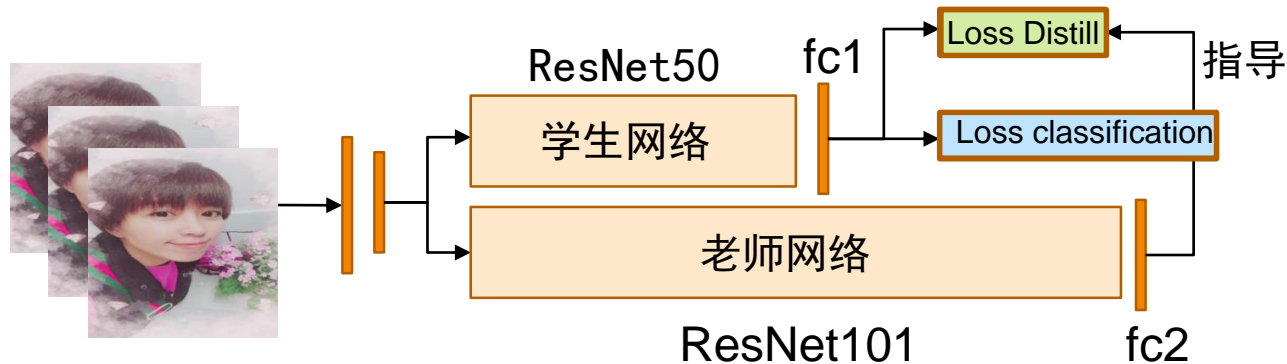 ResNet50
fc1
Loss Distill
指导
学生网络
Loss classification
老师网络
ResNet101
fc2